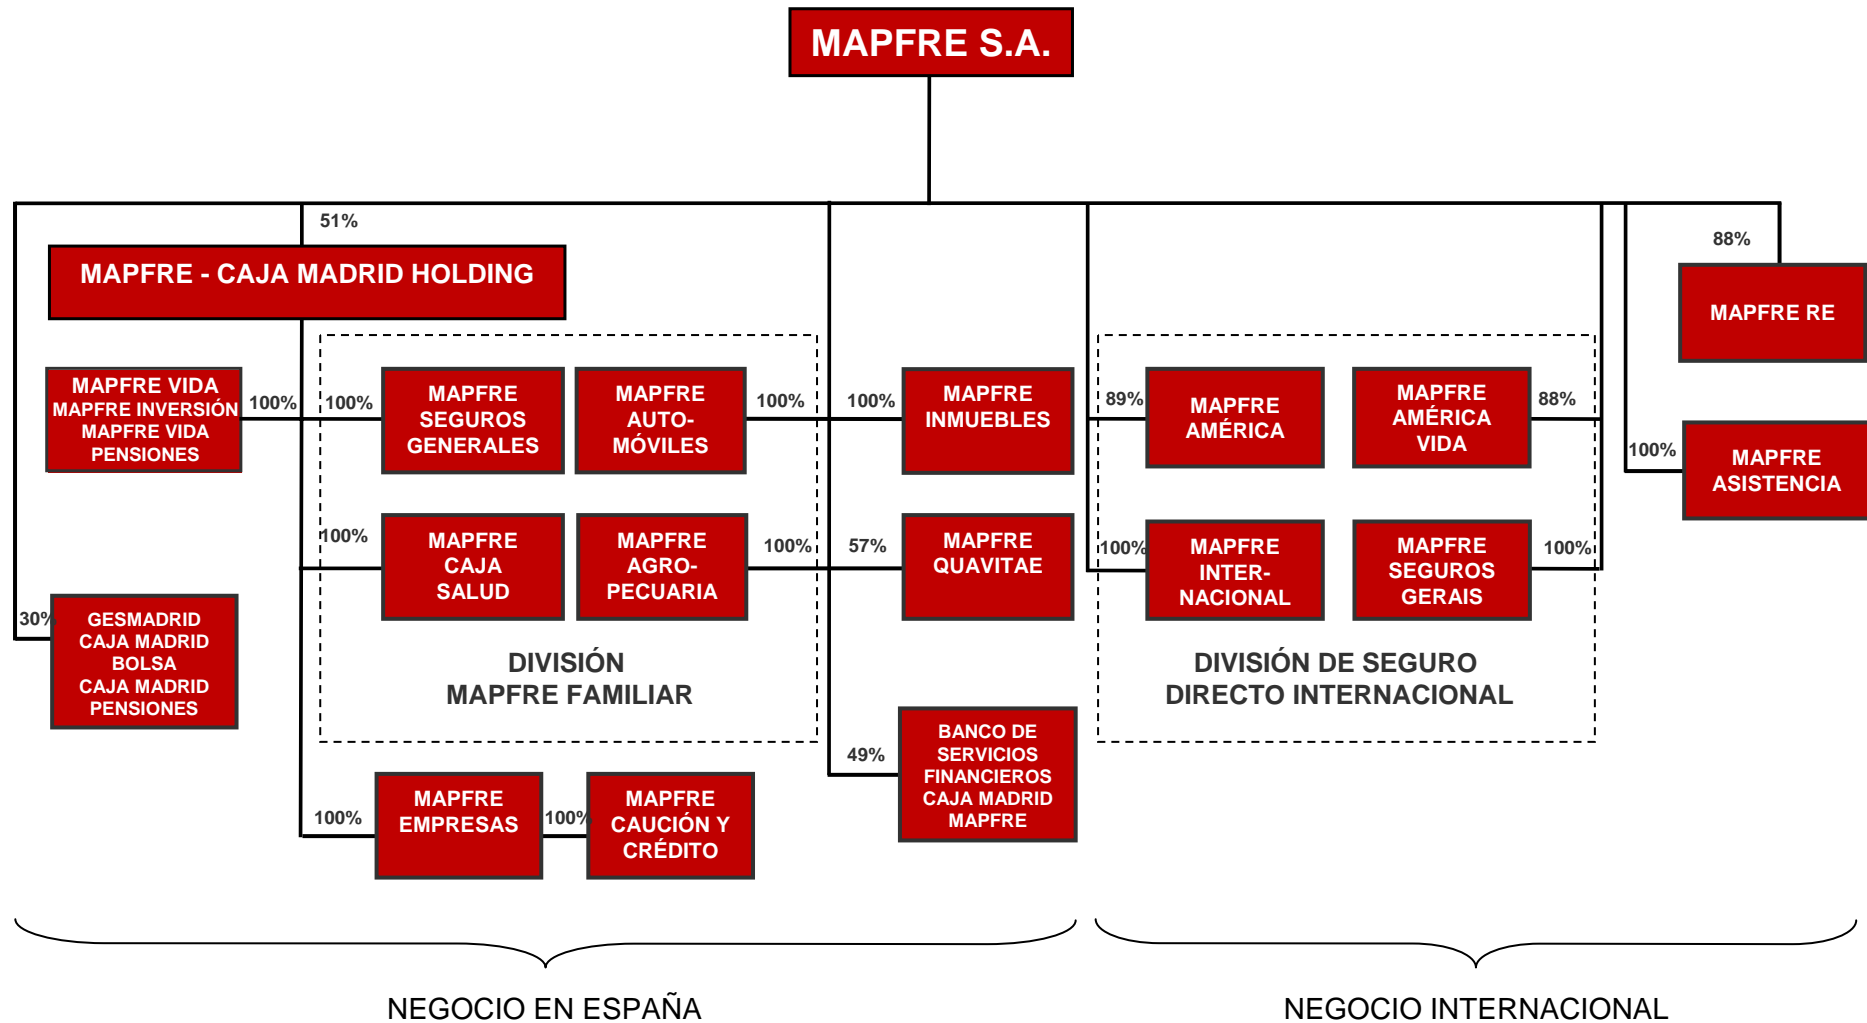 MAPFRE S.A.
51%
88%
MAPFRE - CAJA MADRID HOLDING
MAPFRE RE
MAPFRE VIDA
MAPFRE INVERSIÓN
MAPFRE VIDA
PENSIONES
100%
100%
MAPFRE
SEGUROS
GENERALES
MAPFRE
AUTO-
MÓVILES
100%
100%
MAPFRE
INMUEBLES
89%
MAPFRE
AMÉRICA
MAPFRE
AMÉRICA
VIDA
88%
100%
MAPFRE
ASISTENCIA
100%
MAPFRE
CAJA
SALUD
MAPFRE
AGRO-
PECUARIA
100%
57%
MAPFRE
QUAVITAE
100%
MAPFRE
INTER-
NACIONAL
MAPFRE
SEGUROS
GERAIS
100%
30%
GESMADRID
CAJA MADRID
BOLSA
CAJA MADRID
PENSIONES
DIVISIÓN
MAPFRE FAMILIAR
DIVISIÓN DE SEGURO
DIRECTO INTERNACIONAL
49%
BANCO DE
SERVICIOS
FINANCIEROS
CAJA MADRID
MAPFRE
100%
MAPFRE
EMPRESAS
100%
MAPFRE
CAUCIÓN Y
CRÉDITO
NEGOCIO EN ESPAÑA
NEGOCIO INTERNACIONAL